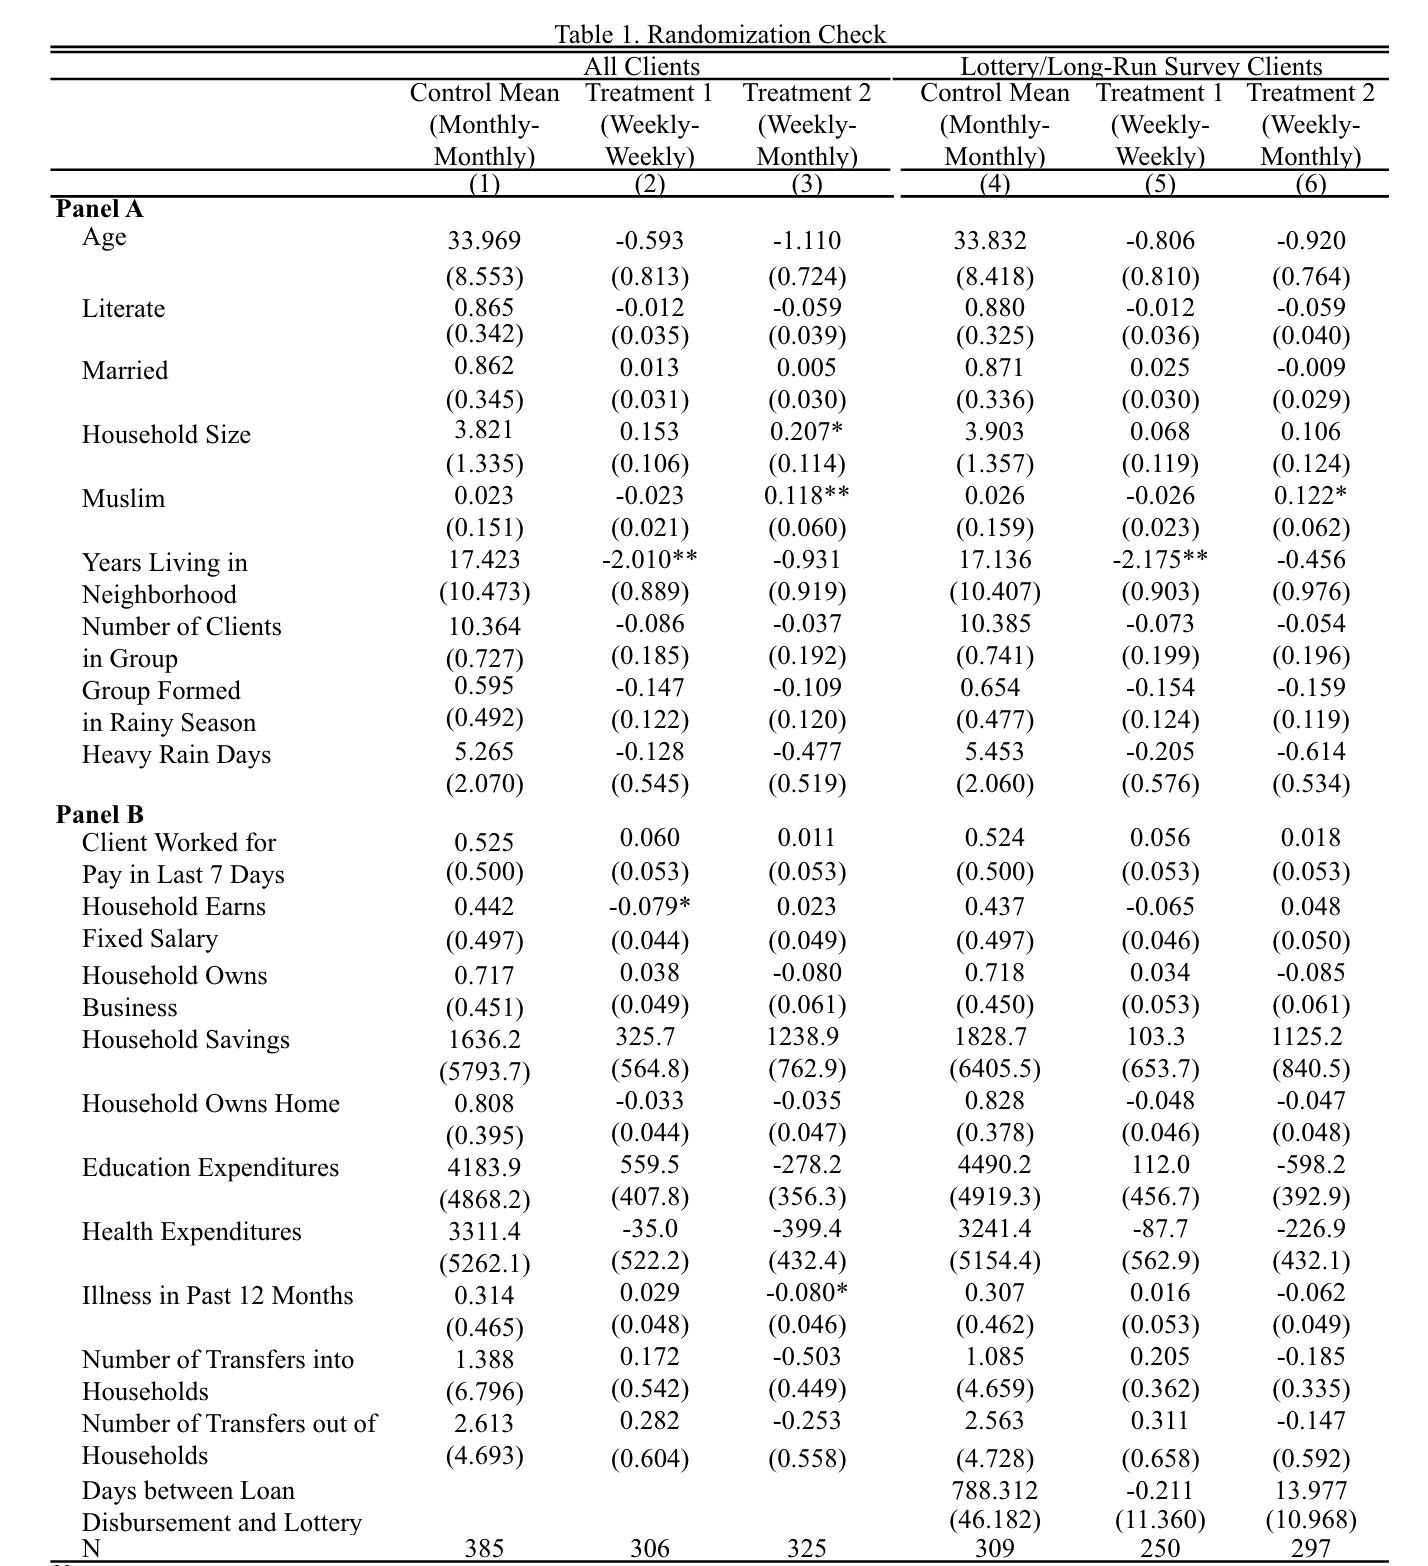 Table 1. Randomization Check
All Clients Lottery/Long-Run Survey Clients
Control Mean Treatment 1 Treatment 2 Control Mean Treatment 1 Treatment 2
(Monthly- (Weekly- (Weekly- (Monthly- (Weekly- (Weekly-
Monthly) Weekly) Monthly) Monthly) Weekly) Monthly)
(1) (2) (3) (4) (5) (6)
Panel A
Age 33.969 -0.593 -1.110 33.832 -0.806 -0.920
(8.553) (0.813) (0.724) (8.418) (0.810) (0.764)
Literate 0.865 -0.012 -0.059 0.880 -0.012 -0.059
(0.342) (0.035) (0.039) (0.325) (0.036) (0.040)
Married 0.862 0.013 0.005 0.871 0.025 -0.009
(0.345) (0.031) (0.030) (0.336) (0.030) (0.029)
Household Size 3.821 0.153 0.207* 3.903 0.068 0.106
(1.335) (0.106) (0.114) (1.357) (0.119) (0.124)
Muslim 0.023 -0.023 0.118** 0.026 -0.026 0.122*
(0.151) (0.021) (0.060) (0.159) (0.023) (0.062)
Years Living in 17.423 -2.010** -0.931 17.136 -2.175** -0.456
Neighborhood (10.473) (0.889) (0.919) (10.407) (0.903) (0.976)
Number of Clients 10.364 -0.086 -0.037 10.385 -0.073 -0.054
in Group (0.727) (0.185) (0.192) (0.741) (0.199) (0.196)
Group Formed 0.595 -0.147 -0.109 0.654 -0.154 -0.159
in Rainy Season (0.492) (0.122) (0.120) (0.477) (0.124) (0.119)
Heavy Rain Days 5.265 -0.128 -0.477 5.453 -0.205 -0.614
(2.070) (0.545) (0.519) (2.060) (0.576) (0.534)
Panel B
Client Worked for 0.525 0.060 0.011 0.524 0.056 0.018
Pay in Last 7 Days (0.500) (0.053) (0.053) (0.500) (0.053) (0.053)
Household Earns 0.442 -0.079* 0.023 0.437 -0.065 0.048
Fixed Salary (0.497) (0.044) (0.049) (0.497) (0.046) (0.050)
Household Owns 0.717 0.038 -0.080 0.718 0.034 -0.085
Business (0.451) (0.049) (0.061) (0.450) (0.053) (0.061)
Household Savings 1636.2 325.7 1238.9 1828.7 103.3 1125.2
(5793.7) (564.8) (762.9) (6405.5) (653.7) (840.5)
Household Owns Home 0.808 -0.033 -0.035 0.828 -0.048 -0.047
(0.395) (0.044) (0.047) (0.378) (0.046) (0.048)
Education Expenditures 4183.9 559.5 -278.2 4490.2 112.0 -598.2
(4868.2) (407.8) (356.3) (4919.3) (456.7) (392.9)
Health Expenditures 3311.4 -35.0 -399.4 3241.4 -87.7 -226.9
(5262.1) (522.2) (432.4) (5154.4) (562.9) (432.1)
Illness in Past 12 Months 0.314 0.029 -0.080* 0.307 0.016 -0.062
(0.465) (0.048) (0.046) (0.462) (0.053) (0.049)
Number of Transfers into 1.388 0.172 -0.503 1.085 0.205 -0.185
Households (6.796) (0.542) (0.449) (4.659) (0.362) (0.335)
Number of Transfers out of 2.613 0.282 -0.253 2.563 0.311 -0.147
Households (4.693) (0.604) (0.558) (4.728) (0.658) (0.592)
Days between Loan 788.312 -0.211 13.977
Disbursement and Lottery (46.182) (11.360) (10.968)
N 385 306 325 309 250 297